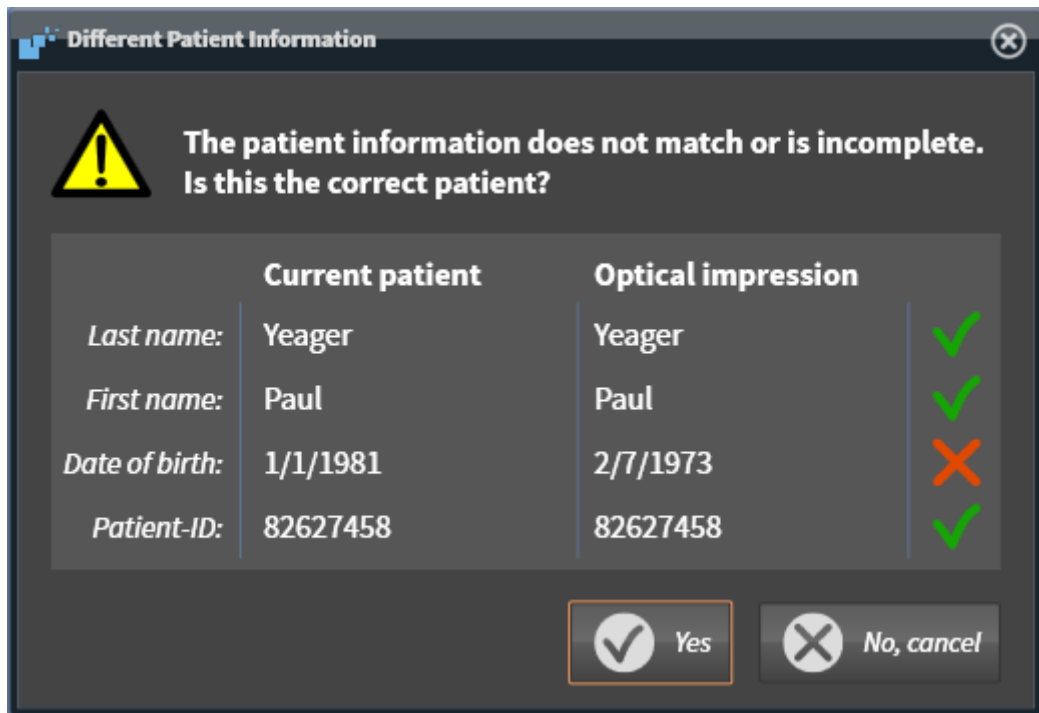 Different Patient Information
The patient information does not match or is incomplete.
Is this the correct patient?
Current patient Optical impression
Last name: Yeager Yeager
First name: Paul Paul
Date of birth: 1/1/1981 2/7/1973
Patient-ID: 82627458 82627458
Yes No, cancel